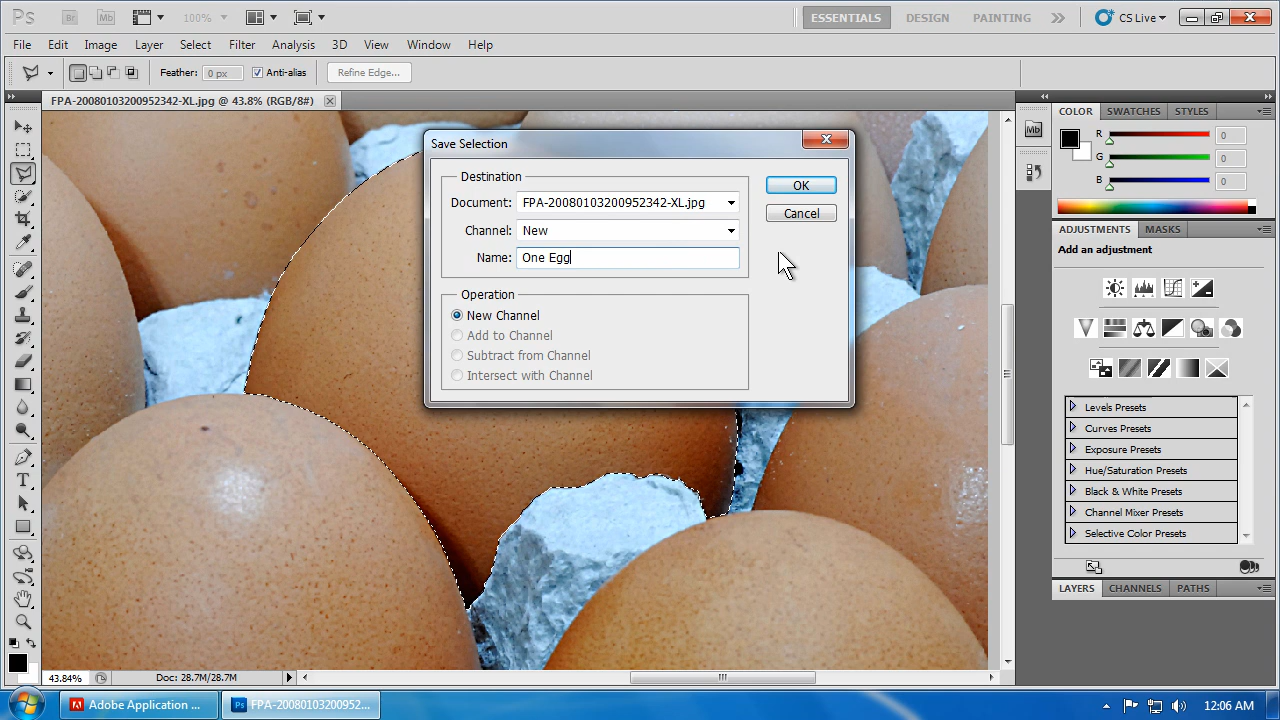 Ps Br Mb 100% ESSENTIALS DESIGN PAINTING CS Live
File Edit Image Layer Select Filter Analysis 3D View Window Help
Feather: 0 px Anti-alias Refine Edge...
FPA-20080103200952342-XL.jpg @ 43.8% (RGB/8#)
Save Selection
Destination
Document: FPA-20080103200952342-XL.jpg
Channel: New
Name: One Egg
OK
Cancel
Operation
New Channel
Add to Channel
Subtract from Channel
Intersect with Channel
Mb
COLOR SWATCHES STYLES
R 0
G 0
B 0
ADJUSTMENTS MASKS
Add an adjustment
Levels Presets
Curves Presets
Exposure Presets
Hue/Saturation Presets
Black & White Presets
Channel Mixer Presets
Selective Color Presets
LAYERS CHANNELS PATHS
43.84% Doc: 28.7M/28.7M
Adobe Application ...
Ps FPA-20080103200952...
12:06 AM